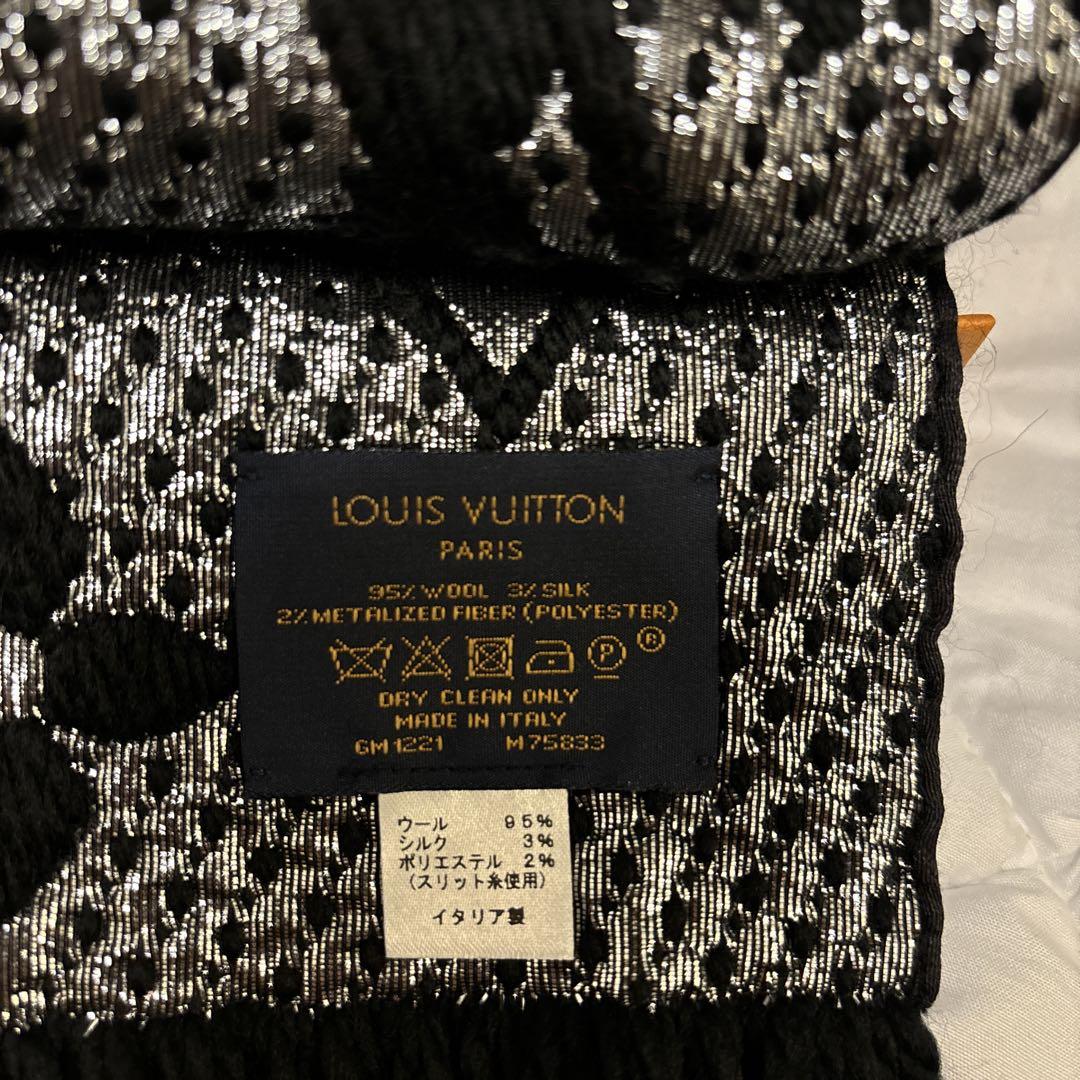 LOUIS VUITTON
PARIS
95% WOOL 3% SILK
2% METALIZED FIBER (POLYESTER)
P ®
DRY CLEAN ONLY
MADE IN ITALY
GM1221 M75833
ウール 95%
シルク 3%
ポリエステル 2%
(スリット糸使用)
イタリア製